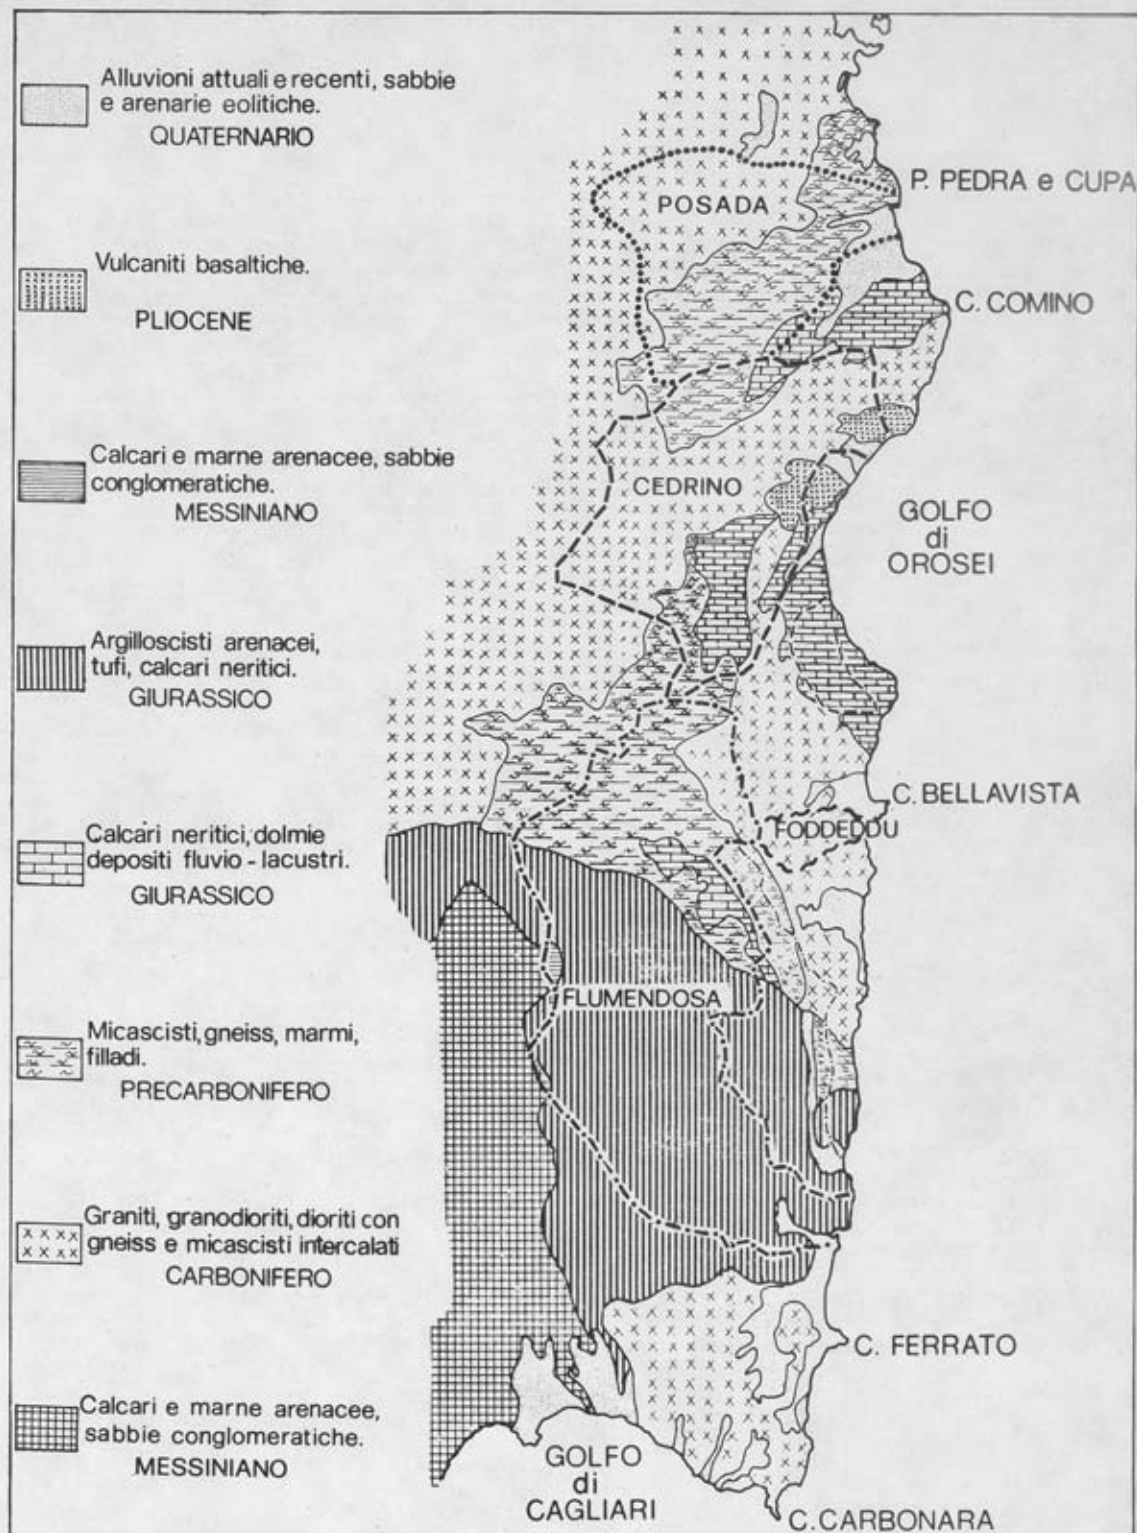 Alluvioni attuali e recenti, sabbie
e arenarie eolitiche.
QUATERNARIO
Vulcaniti basaltiche.
PLIOCENE
Calcari e marne arenacee, sabbie
conglomeratiche.
MESSINIANO
Argilloscisti arenacei,
tufi, calcari neritici.
GIURASSICO
Calcari neritici, dolmie
depositi fluvio-lacustri.
GIURASSICO
Micascisti, gneiss, marmi,
filladi.
PRECARBONIFERO
Graniti, granodioriti, dioriti con
gneiss e micascisti intercalati
CARBONIFERO
Calcari e marne arenacee,
sabbie conglomeratiche.
MESSINIANO
P. PEDRA e CUPA
POSADA
C. COMINO
CEDRINO
GOLFO
di
OROSEI
C. BELLAVISTA
FODDEDDU
FLUMENDOSA
C. FERRATO
GOLFO
di
CAGLIARI
C. CARBONARA